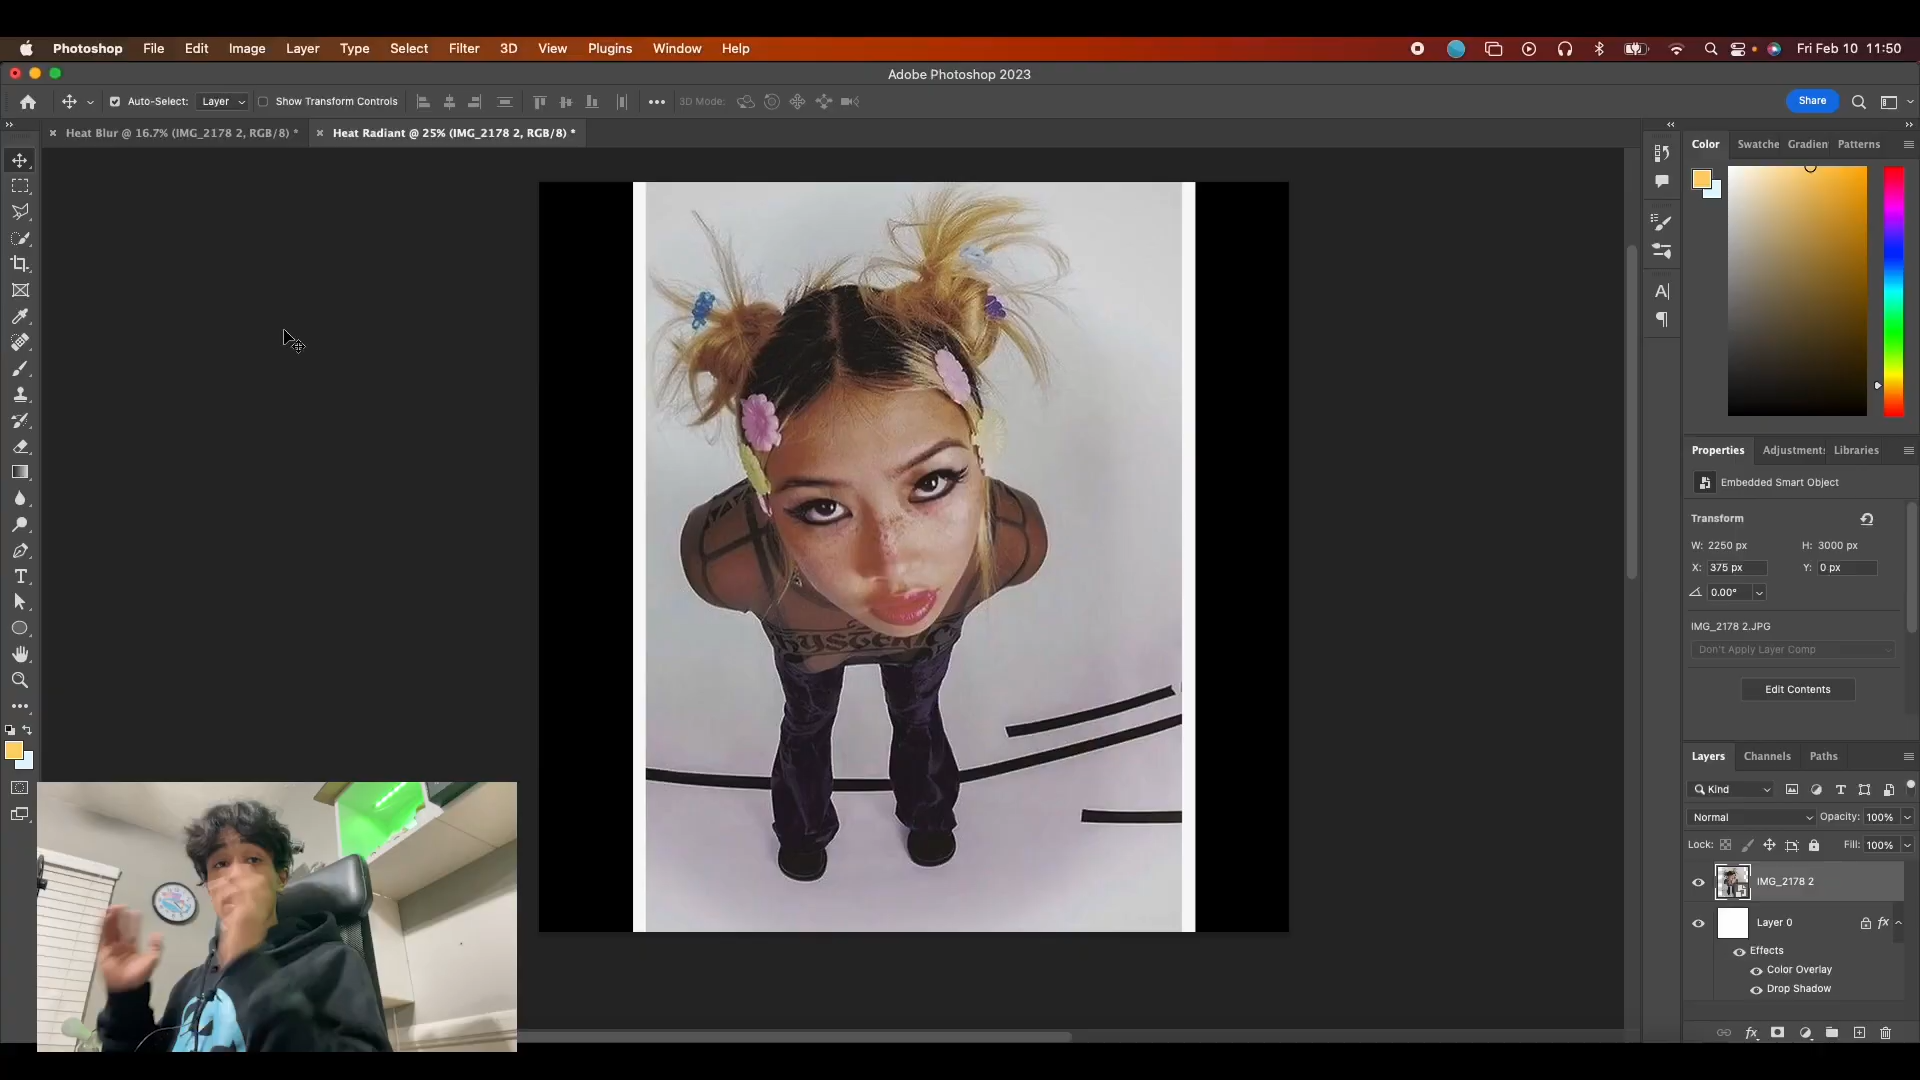 Photoshop File Edit Image Layer Type Select Filter 3D View Plugins Window Help Fri Feb 10 11:50
Adobe Photoshop 2023
Auto-Select: Layer Show Transform Controls 3D Mode: Share
Heat Blur @ 16.7% (IMG_2178 2, RGB/8) * Heat Radiant @ 25% (IMG_2178 2, RGB/8) *
Color Swatche Gradien Patterns
Properties Adjustments Libraries
Embedded Smart Object
Transform
W: 2250 px H: 3000 px
X: 375 px Y: 0 px
0.00°
IMG_2178 2.JPG
Don't Apply Layer Comp
Edit Contents
Layers Channels Paths
Kind
Normal Opacity: 100%
Lock: Fill: 100%
IMG_2178 2
Layer 0 fx
Effects
Color Overlay
Drop Shadow
fx